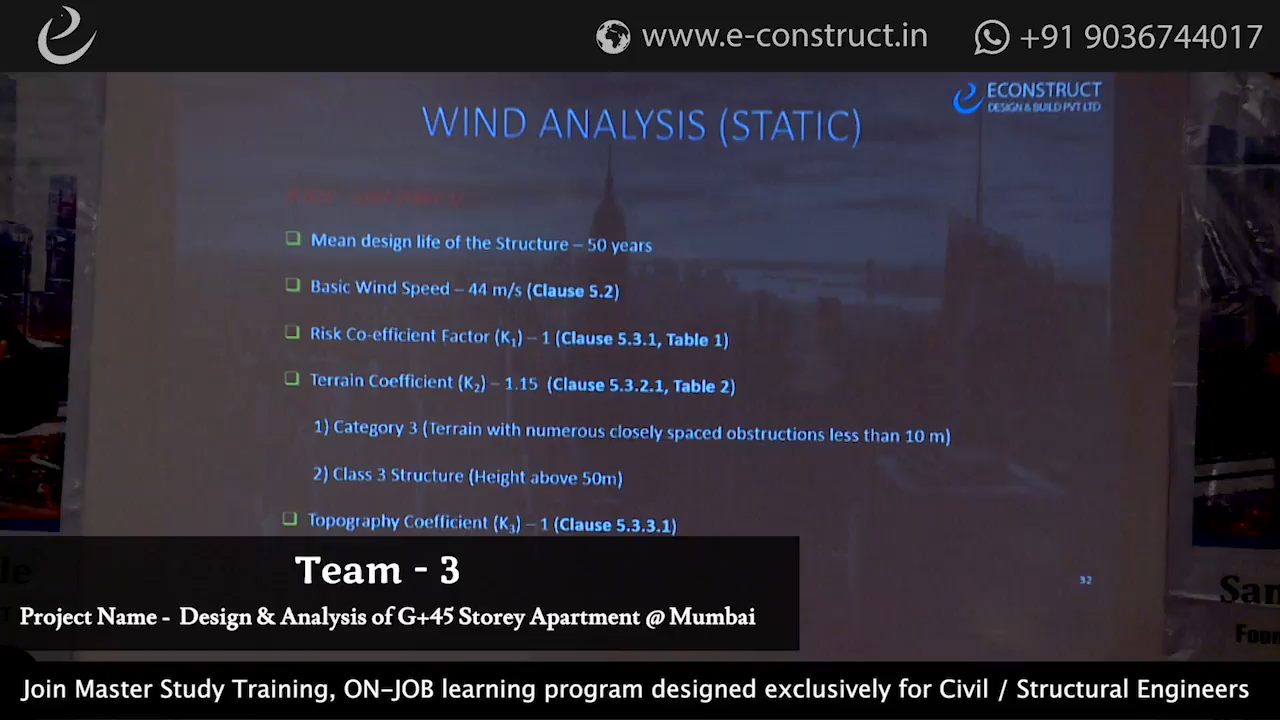 www.e-construct.in +91 9036744017
ECONSTRUCT
DESIGN & BUILD PVT LTD
WIND ANALYSIS (STATIC)
❑ Mean design life of the Structure – 50 years
❑ Basic Wind Speed – 44 m/s (Clause 5.2)
❑ Risk Co-efficient Factor (K₁) – 1 (Clause 5.3.1, Table 1)
❑ Terrain Coefficient (K₂) – 1.15 (Clause 5.3.2.1, Table 2)
1) Category 3 (Terrain with numerous closely spaced obstructions less than 10 m)
2) Class 3 Structure (Height above 50m)
❑ Topography Coefficient (K₃) – 1 (Clause 5.3.3.1)
32
Team - 3
Project Name - Design & Analysis of G+45 Storey Apartment @ Mumbai
Join Master Study Training, ON-JOB learning program designed exclusively for Civil / Structural Engineers